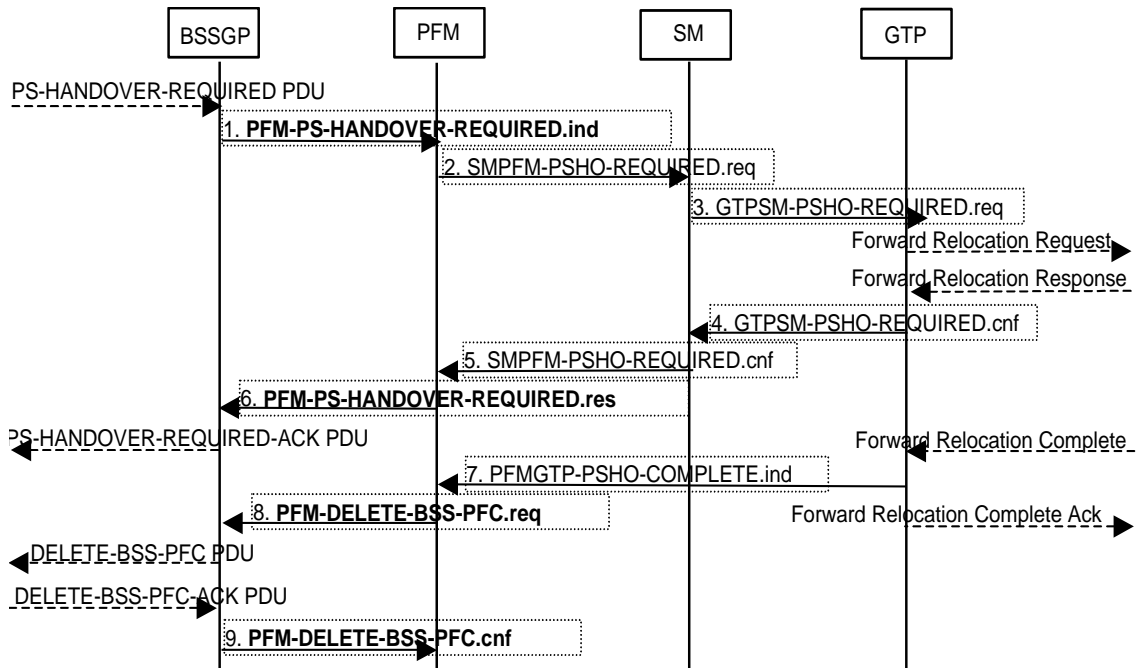 BSSGP
PFM
SM
GTP
PS-HANDOVER-REQUIRED PDU
1. PFM-PS-HANDOVER-REQUIRED.ind
2. SMPFM-PSHO-REQUIRED.req
3. GTPSM-PSHO-REQUIRED.req
Forward Relocation Request
Forward Relocation Response
4. GTPSM-PSHO-REQUIRED.cnf
5. SMPFM-PSHO-REQUIRED.cnf
6. PFM-PS-HANDOVER-REQUIRED.res
PS-HANDOVER-REQUIRED-ACK PDU
Forward Relocation Complete
7. PFMGTP-PSHO-COMPLETE.ind
8. PFM-DELETE-BSS-PFC.req
Forward Relocation Complete Ack
DELETE-BSS-PFC PDU
DELETE-BSS-PFC-ACK PDU
9. PFM-DELETE-BSS-PFC.cnf